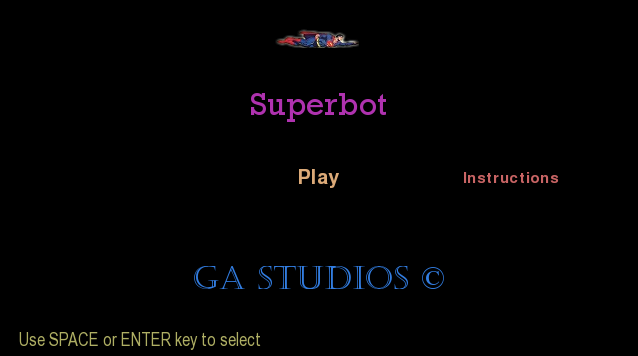 Superbot
Play Instructions
GA STUDIOS ©
Use SPACE or ENTER key to select